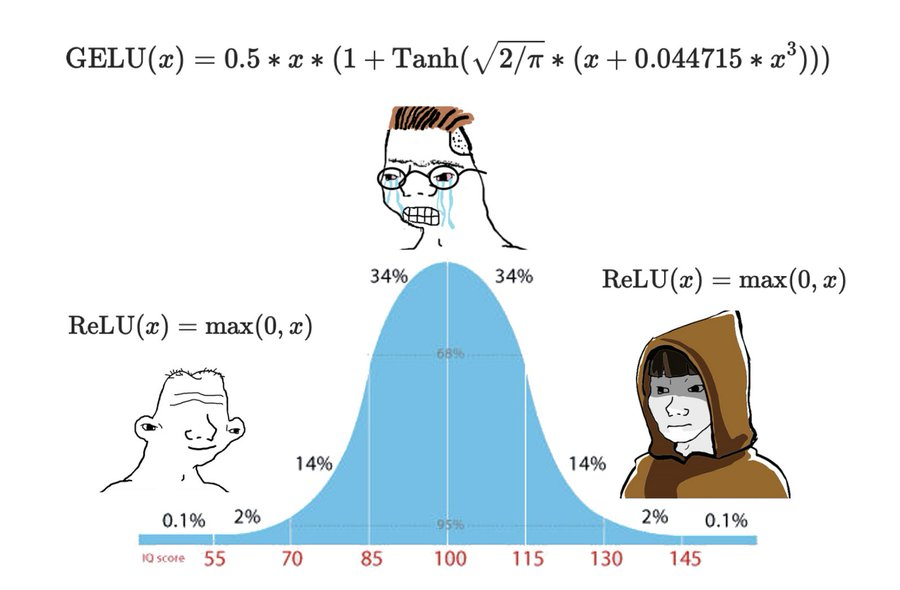 GELU(x) = 0.5 * x * (1 + Tanh(√2/π * (x + 0.044715 * x³)))
34% 34%
ReLU(x) = max(0, x)
ReLU(x) = max(0, x)
68%
14% 14%
0.1% 2% 95% 2% 0.1%
IQ score 55 70 85 100 115 130 145